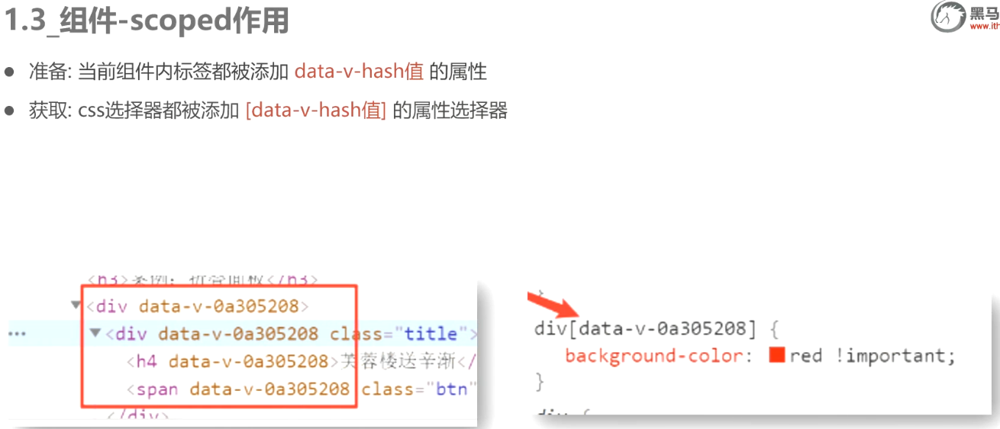 1.3_组件-scoped作用
黑马
www.ith
准备: 当前组件内标签都被添加 data-v-hash值 的属性
获取: css选择器都被添加 [data-v-hash值] 的属性选择器
<h3>案例: 折叠面板</h3>
<div data-v-0a305208>
<div data-v-0a305208 class="title">
<h4 data-v-0a305208>芙蓉楼送辛渐</
<span data-v-0a305208 class="btn"
</div>
}
div[data-v-0a305208] {
background-color: red !important;
}
div {